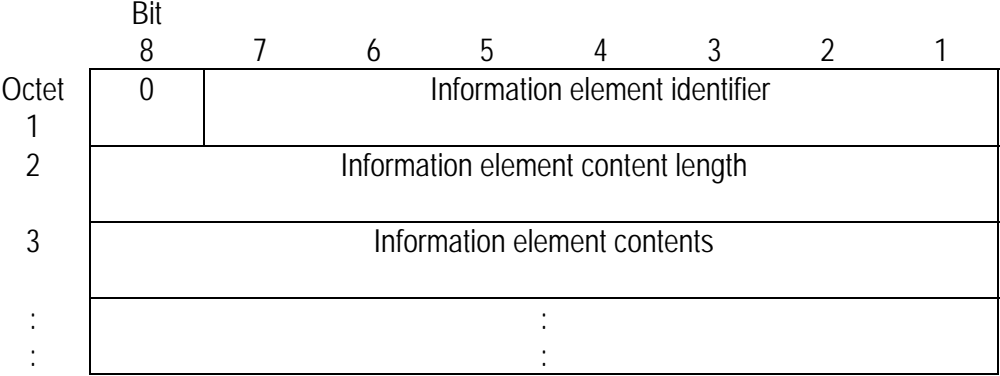 Bit
8 7 6 5 4 3 2 1
Octet 0 Information element identifier
1
2 Information element content length
3 Information element contents
: :
: :